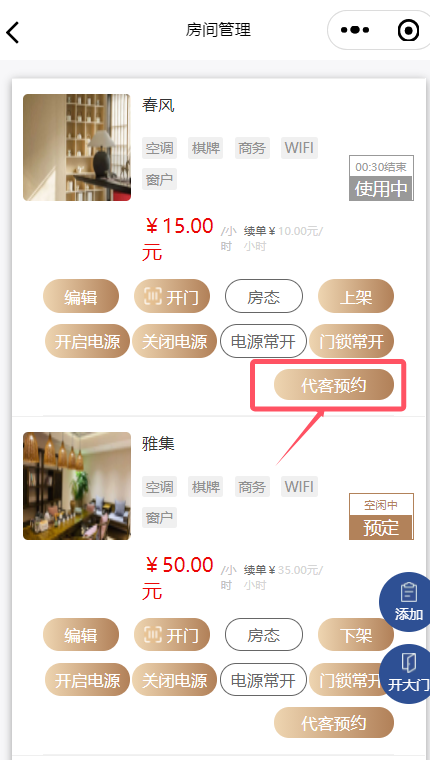 房间管理
春风
空调 棋牌 商务 WIFI
窗户
00:30结束
使用中
￥15.00元 /小时 续单￥10.00元/小时
编辑 开门 房态 上架
开启电源 关闭电源 电源常开 门锁常开
代客预约
雅集
空调 棋牌 商务 WIFI
窗户
空闲中
预定
￥50.00元 /小时 续单￥35.00元/小时
添加
编辑 开门 房态 下架
开启电源 关闭电源 电源常开 门锁常开
开大门
代客预约